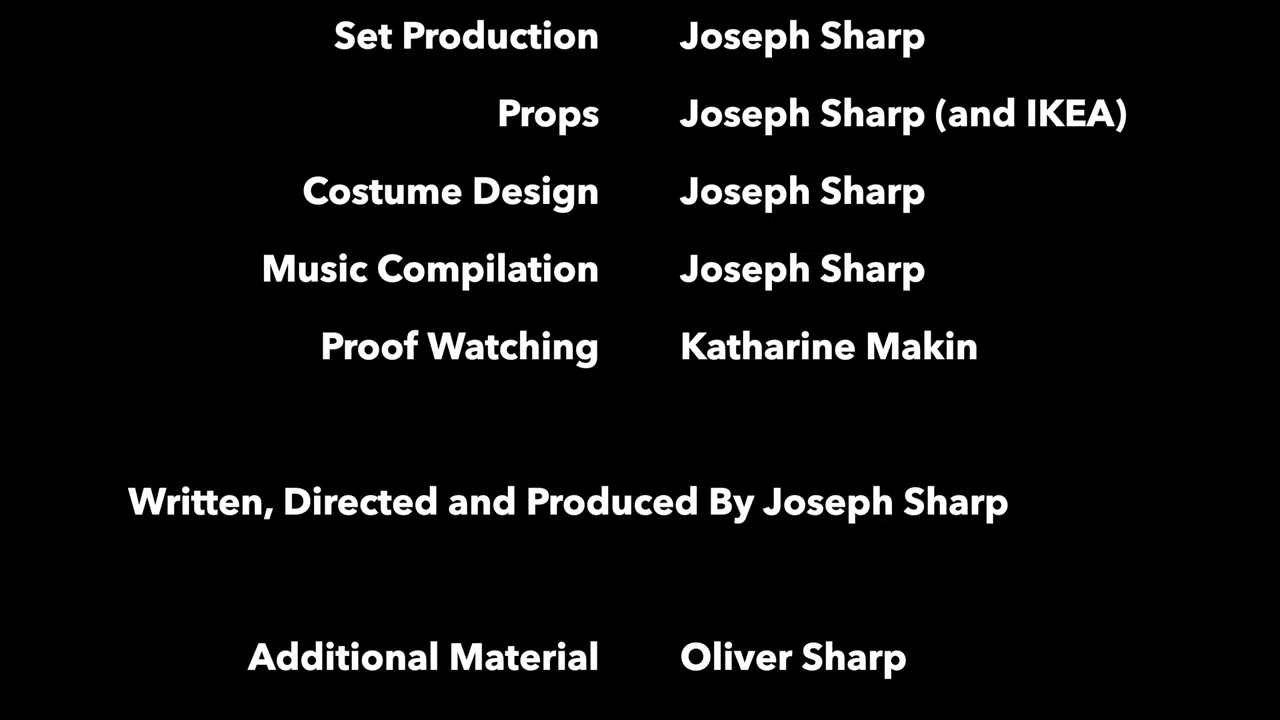 Set Production Joseph Sharp
Props Joseph Sharp (and IKEA)
Costume Design Joseph Sharp
Music Compilation Joseph Sharp
Proof Watching Katharine Makin
Written, Directed and Produced By Joseph Sharp
Additional Material Oliver Sharp